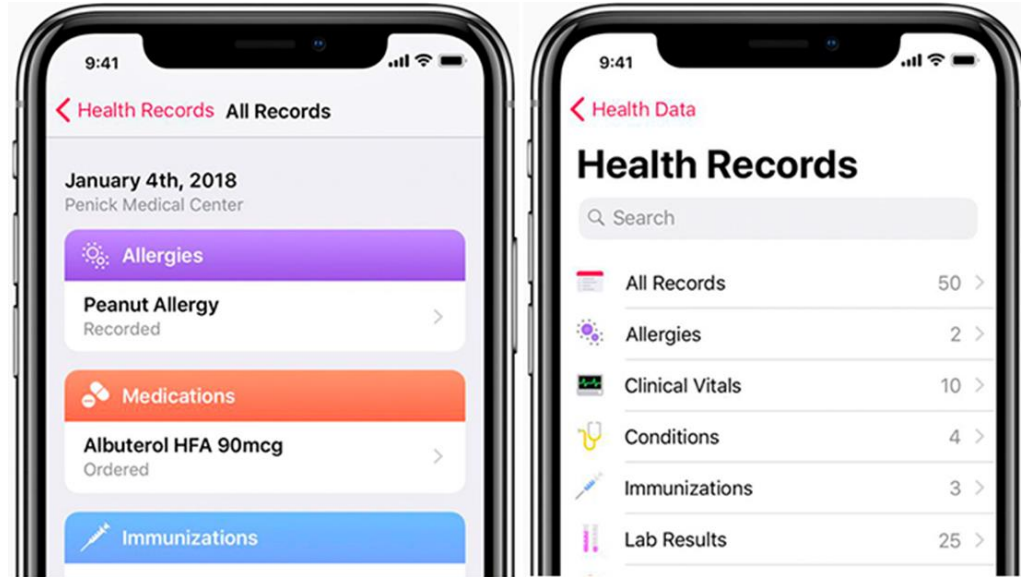 9:41
Health Records All Records
January 4th, 2018
Penick Medical Center
Allergies
Peanut Allergy
Recorded
Medications
Albuterol HFA 90mcg
Ordered
Immunizations
9:41
Health Data
Health Records
Search
All Records 50
Allergies 2
Clinical Vitals 10
Conditions 4
Immunizations 3
Lab Results 25